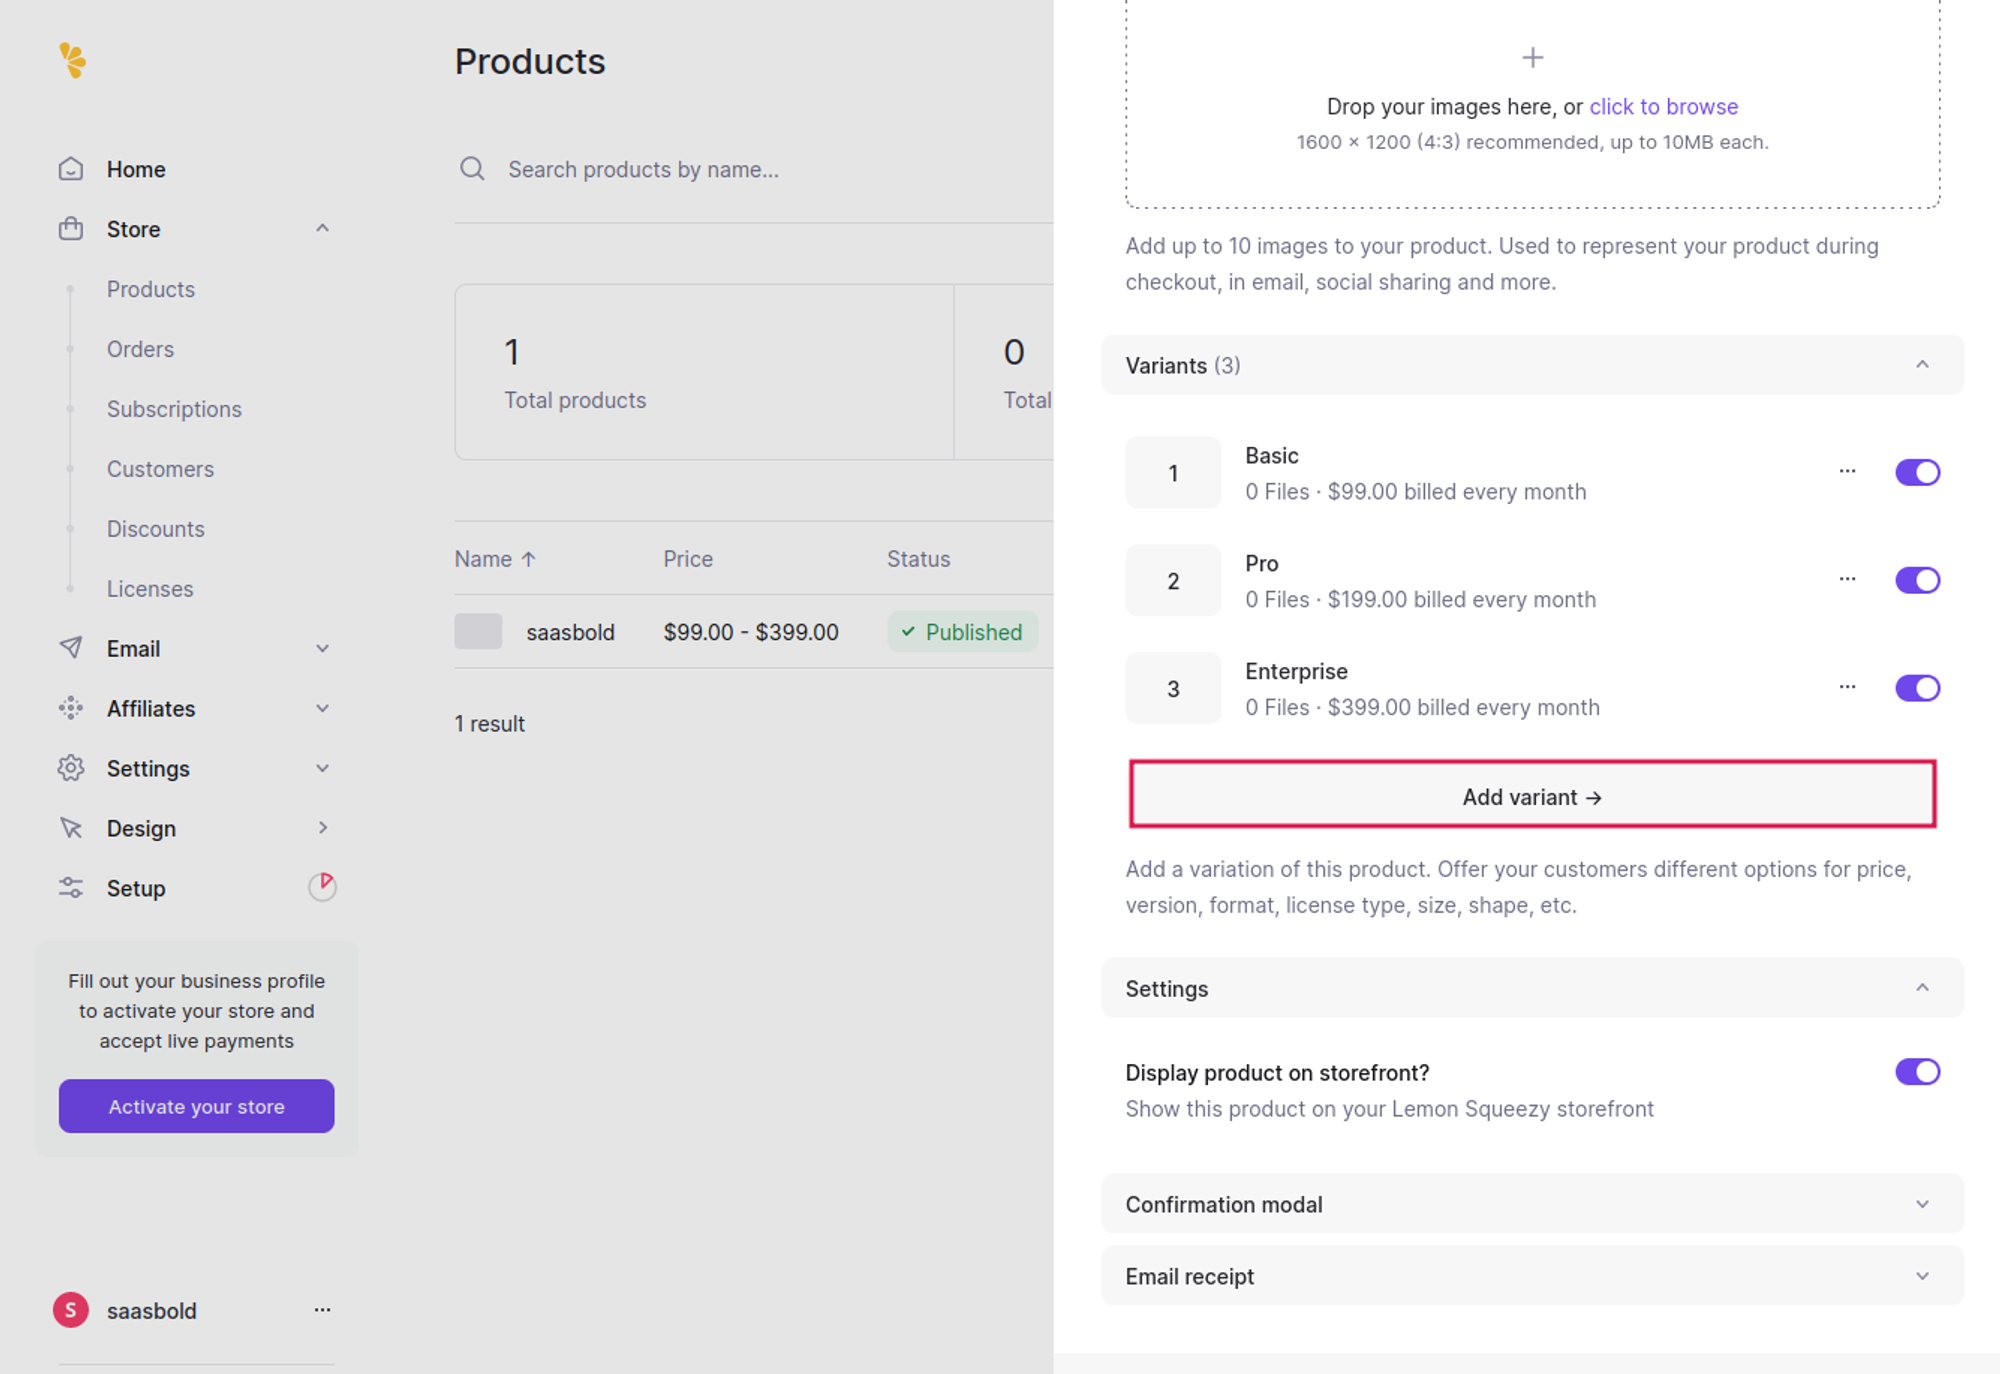 Home
Store
Products
Orders
Subscriptions
Customers
Discounts
Licenses
Email
Affiliates
Settings
Design
Setup
Fill out your business profile
to activate your store and
accept live payments
Activate your store
S saasbold ...
Products
Search products by name...
1
Total products
0
Total
Name ↑ Price Status
saasbold $99.00 - $399.00 Published
1 result
Drop your images here, or click to browse
1600 × 1200 (4:3) recommended, up to 10MB each.
Add up to 10 images to your product. Used to represent your product during
checkout, in email, social sharing and more.
Variants (3)
1
Basic
0 Files · $99.00 billed every month
2
Pro
0 Files · $199.00 billed every month
3
Enterprise
0 Files · $399.00 billed every month
Add variant →
Add a variation of this product. Offer your customers different options for price,
version, format, license type, size, shape, etc.
Settings
Display product on storefront?
Show this product on your Lemon Squeezy storefront
Confirmation modal
Email receipt